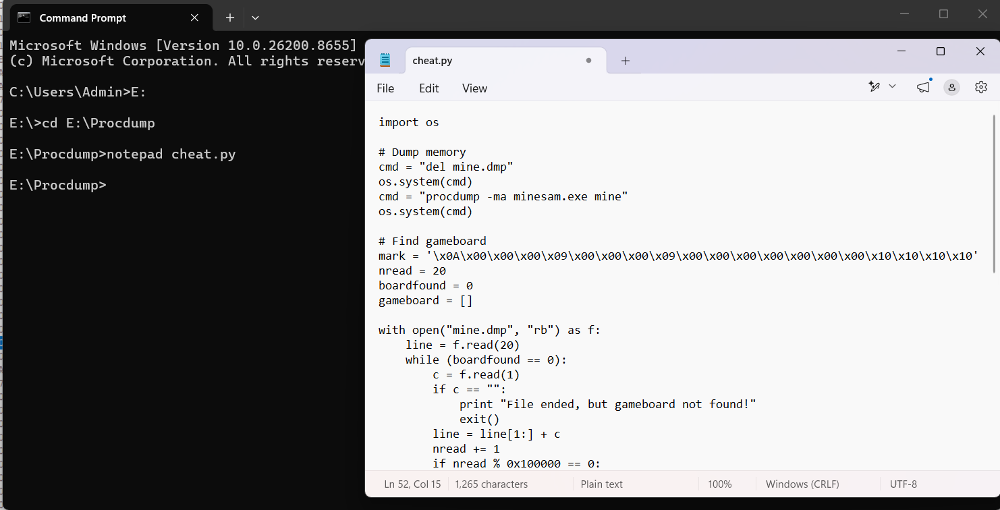 Command Prompt
Microsoft Windows [Version 10.0.26200.8655]
(c) Microsoft Corporation. All rights reserv
C:\Users\Admin>E:
E:\>cd E:\Procdump
E:\Procdump>notepad cheat.py
E:\Procdump>
cheat.py
File Edit View
import os
# Dump memory
cmd = "del mine.dmp"
os.system(cmd)
cmd = "procdump -ma minesam.exe mine"
os.system(cmd)
# Find gameboard
mark = '\x0A\x00\x00\x00\x09\x00\x00\x00\x09\x00\x00\x00\x00\x00\x00\x00\x10\x10\x10\x10'
nread = 20
boardfound = 0
gameboard = []
with open("mine.dmp", "rb") as f:
    line = f.read(20)
    while (boardfound == 0):
        c = f.read(1)
        if c == "":
            print "File ended, but gameboard not found!"
            exit()
        line = line[1:] + c
        nread += 1
        if nread % 0x100000 == 0:
Ln 52, Col 15 1,265 characters Plain text 100% Windows (CRLF) UTF-8